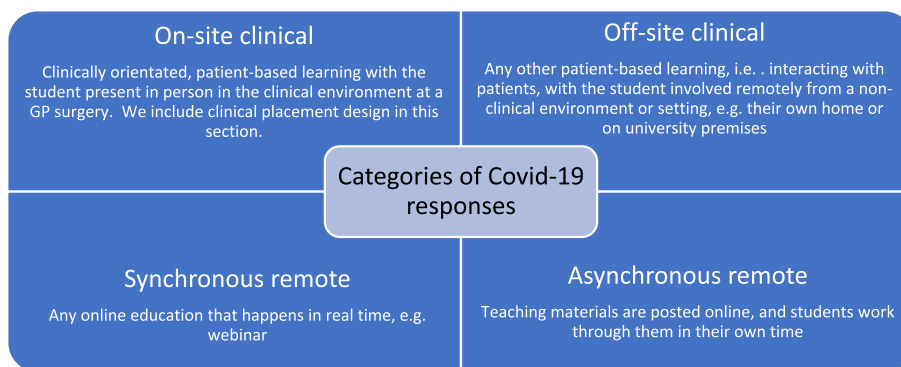 On-site clinical
Clinically orientated, patient-based learning with the
student present in person in the clinical environment at a
GP surgery.  We include clinical placement design in this
section.
Off-site clinical
Any other patient-based learning, i.e. . interacting with
patients, with the student involved remotely from a non-
clinical environment or setting, e.g. their own home or
on university premises
Categories of Covid-19
responses
Synchronous remote
Any online education that happens in real time, e.g.
webinar
Asynchronous remote
Teaching materials are posted online, and students work
through them in their own time